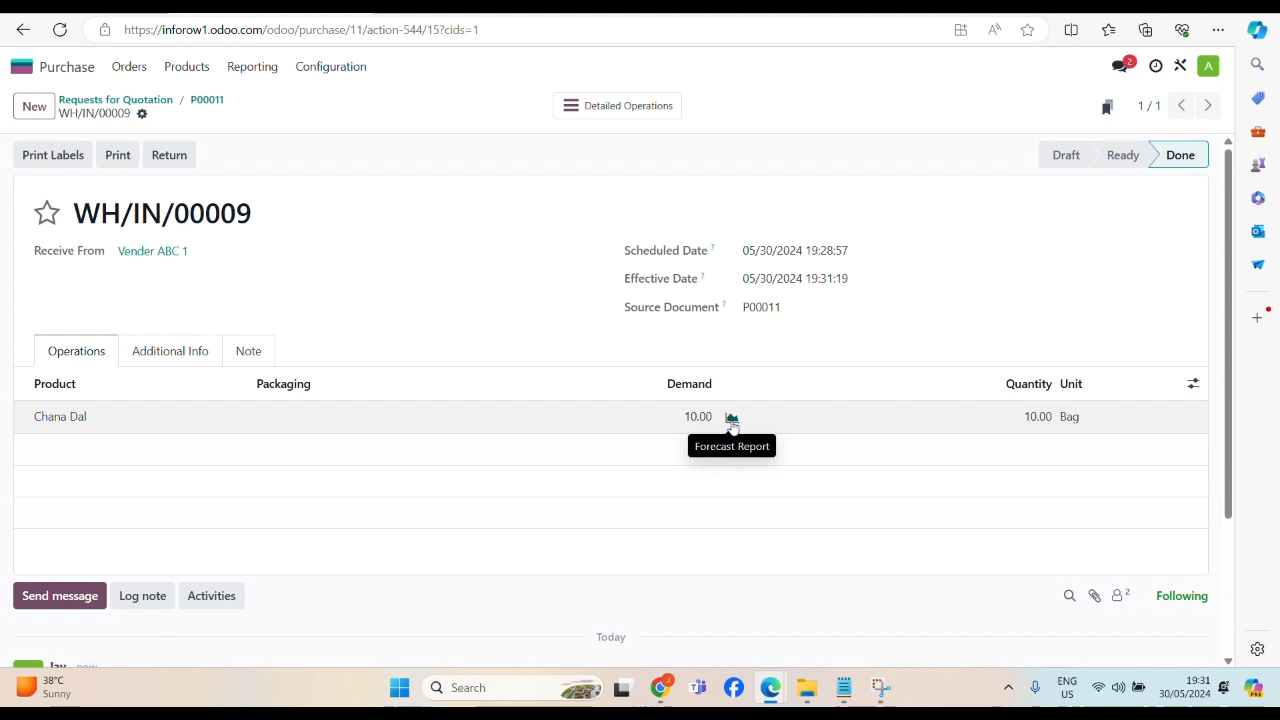 https://inforow1.odoo.com/odoo/purchase/11/action-544/15?cids=1
Purchase Orders Products Reporting Configuration 2 A
New Requests for Quotation / P00011
WH/IN/00009
Detailed Operations
1 / 1
Print Labels Print Return Draft Ready Done
WH/IN/00009
Receive From Vender ABC 1
Scheduled Date ? 05/30/2024 19:28:57
Effective Date ? 05/30/2024 19:31:19
Source Document ? P00011
Operations Additional Info Note
Product Packaging Demand Quantity Unit
Chana Dal 10.00 10.00 Bag
Forecast Report
Send message Log note Activities 2 Following
Today
Jay now
38°C
Sunny
Search
ENG
US
19:31
30/05/2024